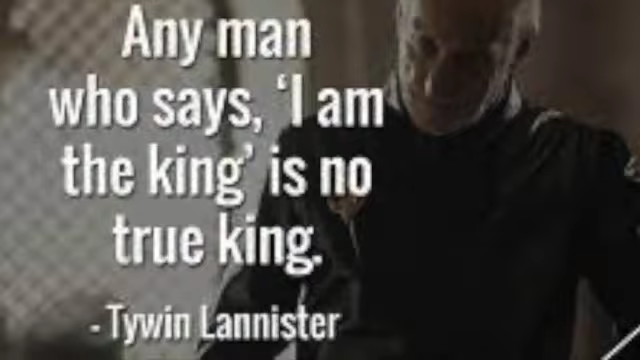 Any man
who says, ‘I am
the king’ is no
true king.
- Tywin Lannister